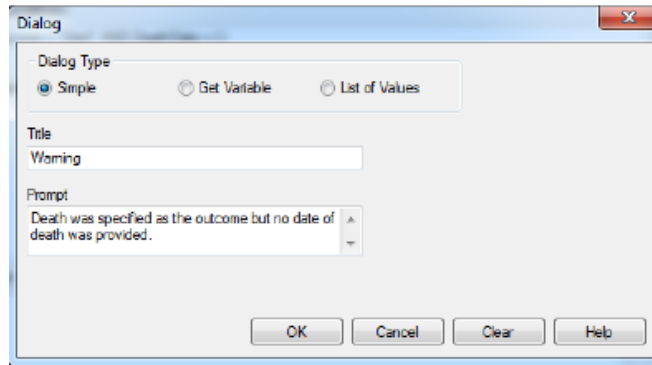 Dialog
Dialog Type
Simple Get Variable List of Values
Title
Warning
Prompt
Death was specified as the outcome but no date of
death was provided.
OK Cancel Clear Help